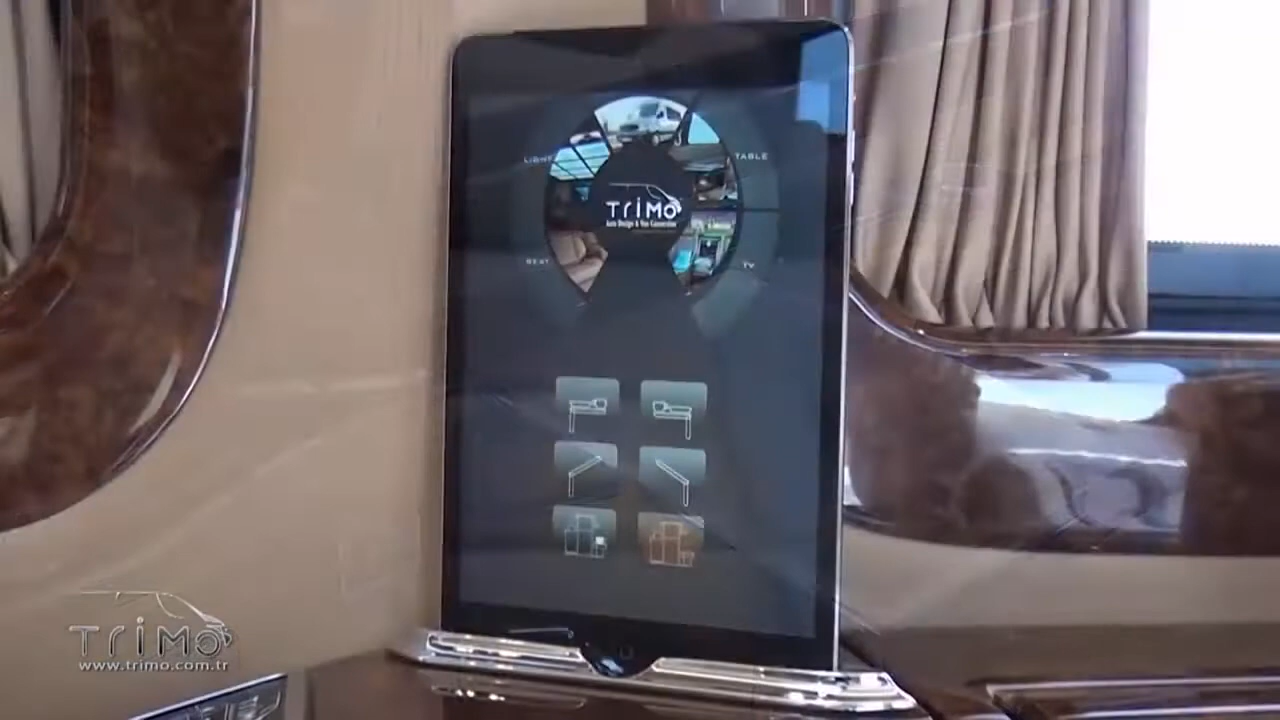 LIGHT
TABLE
TriMo
Auto Design & Van Conversion
SEAT
TV
TriMo
www.trimo.com.tr